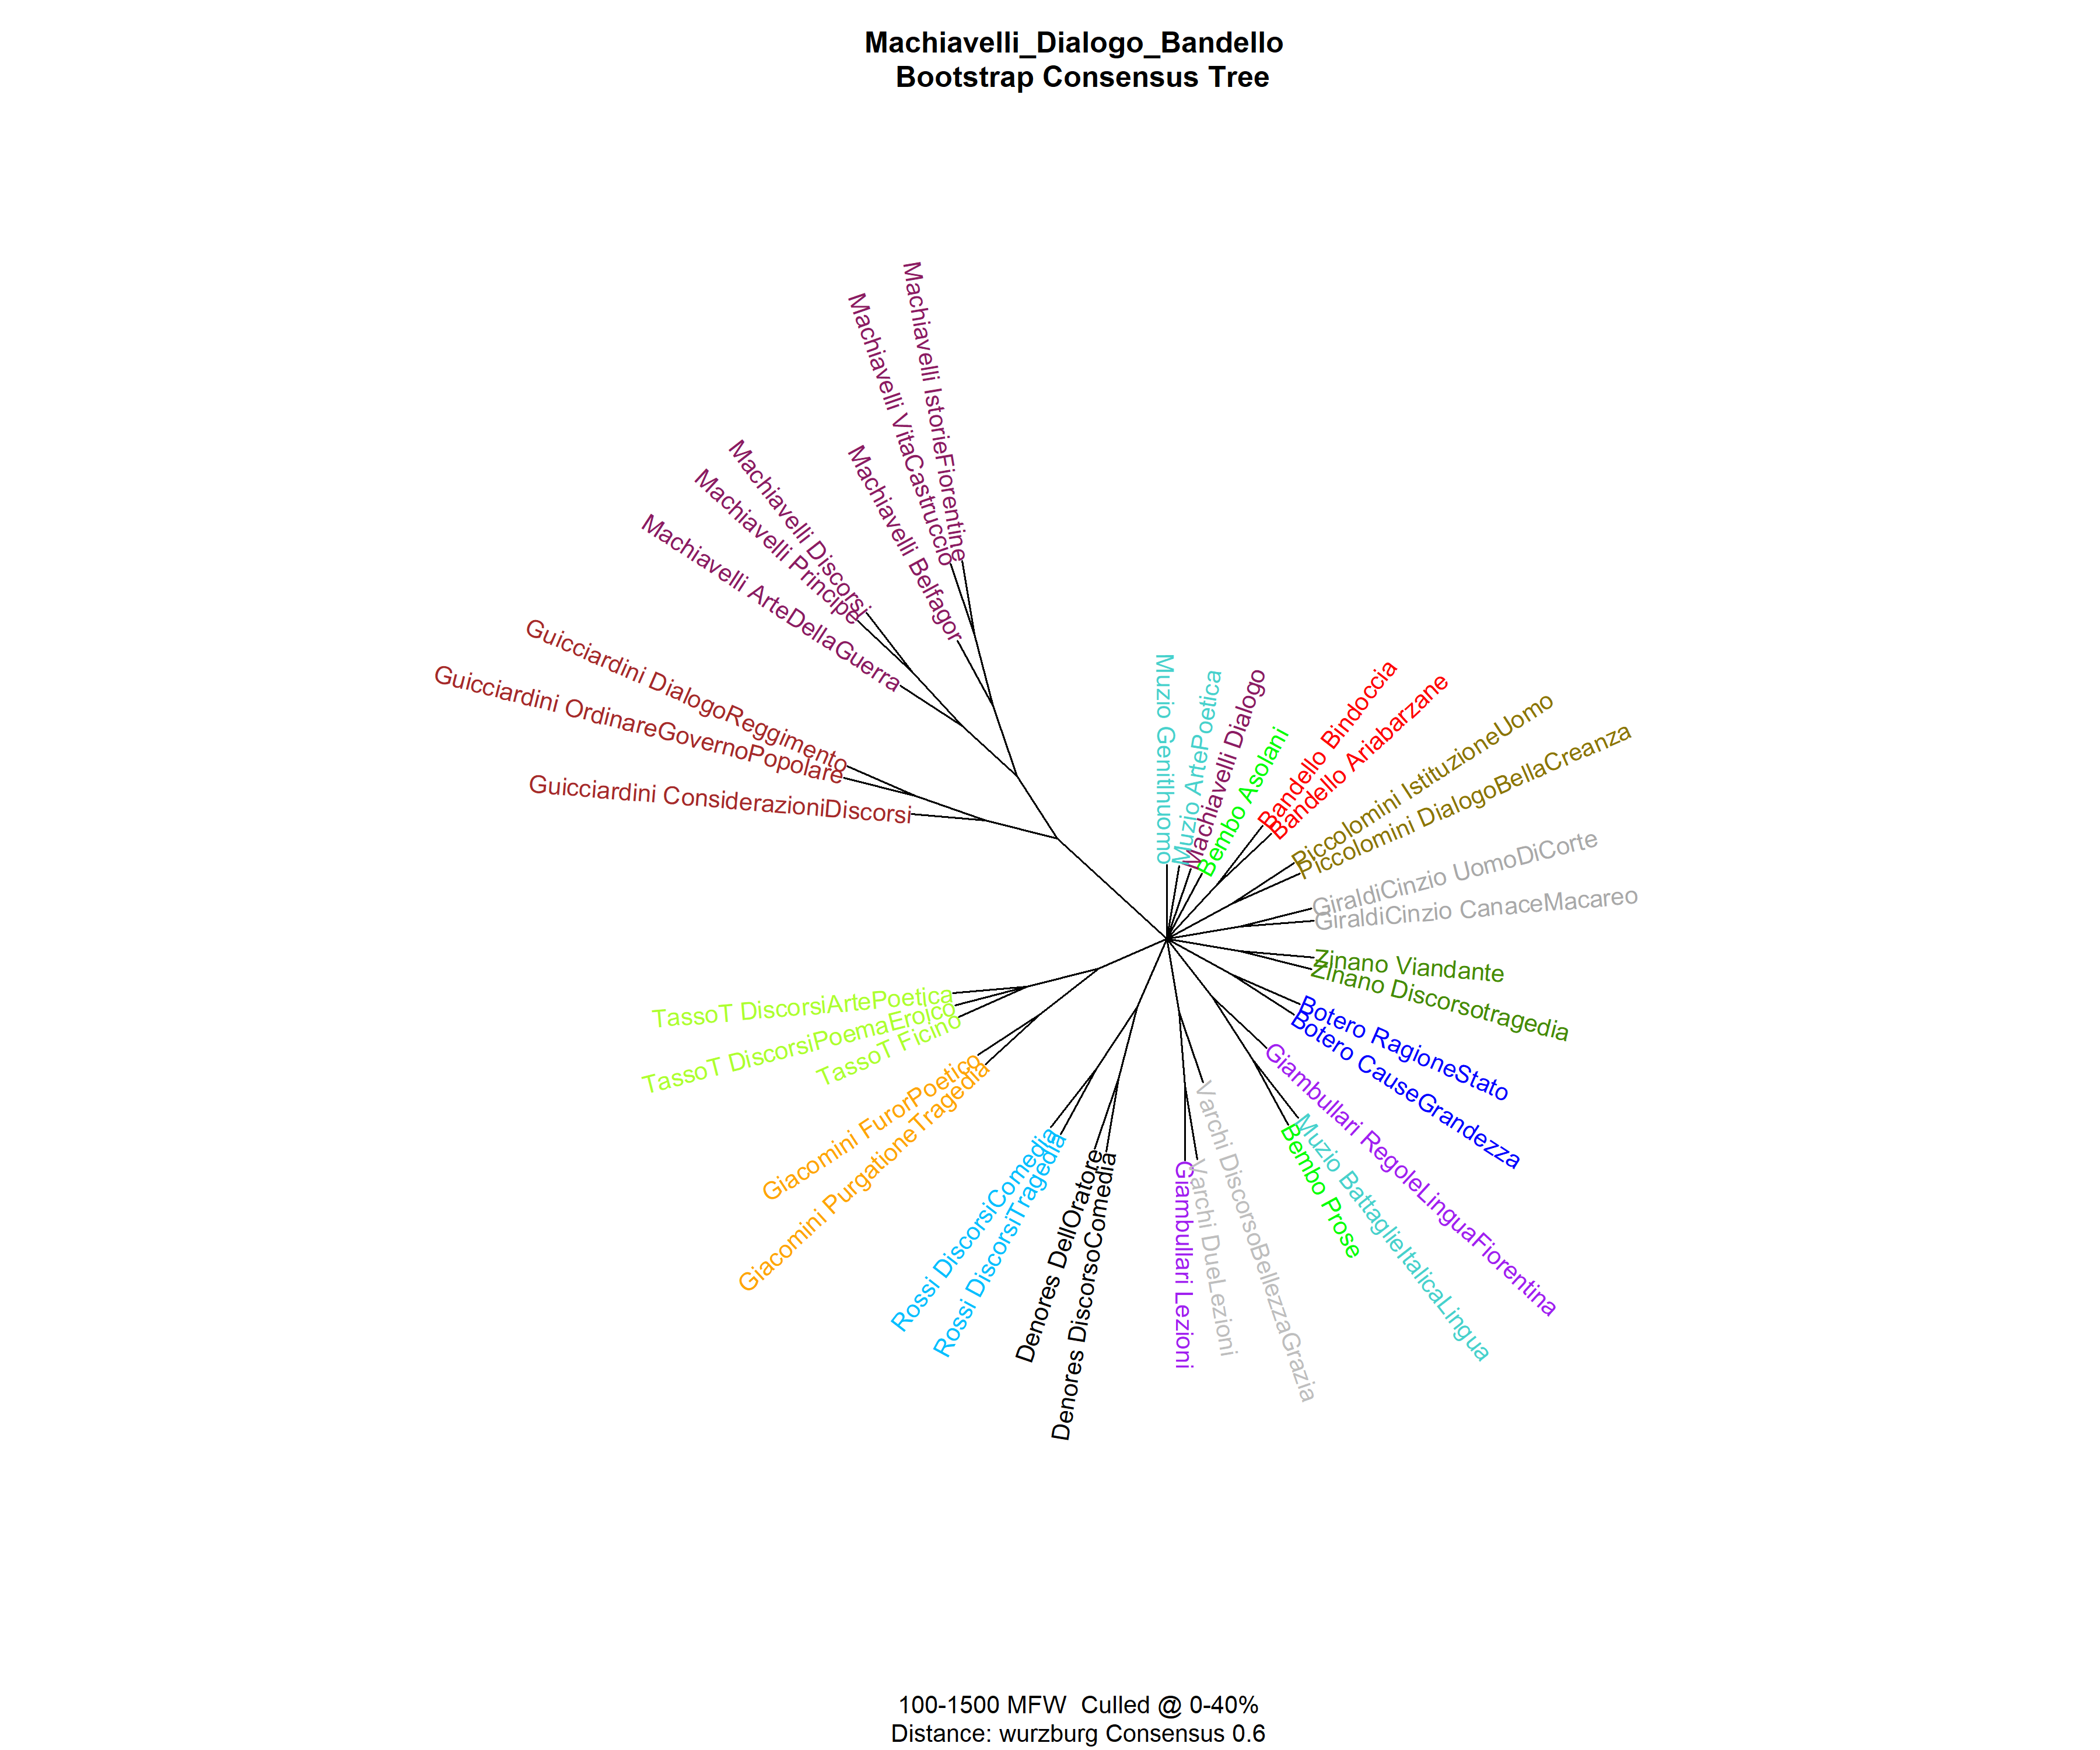 Machiavelli_Dialogo_Bandello
Bootstrap Consensus Tree
Machiavelli IstorieFiorentine
Machiavelli VitaCastruccio
Machiavelli Belfagor
Machiavelli Discorsi
Machiavelli Principe
Machiavelli ArteDellaGuerra
Guicciardini DialogoReggimento
Guicciardini OrdinareGovernoPopolare
Guicciardini ConsiderazioniDiscorsi
Muzio Genitlhuomo
Muzio ArtePoetica
Machiavelli Dialogo
Bembo Asolani
Bandello Bindoccia
Bandello Ariabarzane
Piccolomini IstituzioneUomo
Piccolomini DialogoBellaCreanza
GiraldiCinzio UomoDiCorte
GiraldiCinzio CanaceMacareo
Zinano Viandante
Zinano Discorsotragedia
Botero RagioneStato
Botero CauseGrandezza
Giambullari RegoleLinguaFiorentina
Muzio BattaglieItalicaLingua
Bembo Prose
Varchi DiscorsoBellezzaGrazia
Varchi DueLezioni
Giambullari Lezioni
Denores DiscorsoComedia
Denores DellOratore
Rossi DiscorsiTragedia
Rossi DiscorsiComedia
Giacomini PurgationeTragedia
Giacomini FurorPoetico
TassoT Ficino
TassoT DiscorsiPoemaEroico
TassoT DiscorsiArtePoetica
100-1500 MFW  Culled @ 0-40%
Distance: wurzburg Consensus 0.6